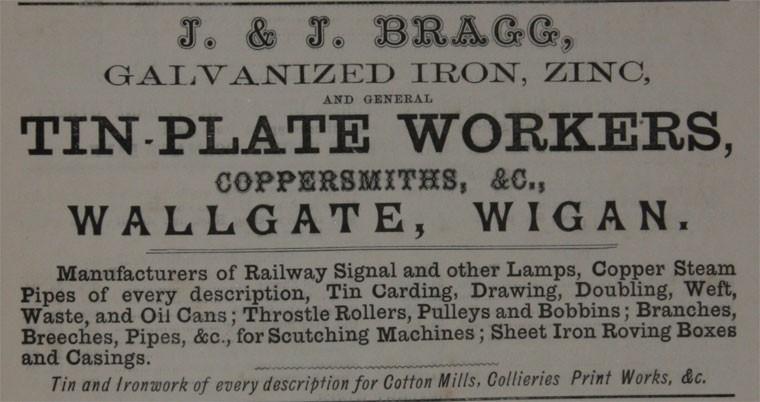 J. & J. BRAGG,
GALVANIZED IRON, ZINC,
AND GENERAL
TIN-PLATE WORKERS,
COPPERSMITHS, &C.,
WALLGATE, WIGAN.
Manufacturers of Railway Signal and other Lamps, Copper Steam
Pipes of every description, Tin Carding, Drawing, Doubling, Weft,
Waste, and Oil Cans; Throstle Rollers, Pulleys and Bobbins; Branches,
Breeches, Pipes, &c., for Scutching Machines; Sheet Iron Roving Boxes
and Casings.
Tin and Ironwork of every description for Cotton Mills, Collieries Print Works, &c.